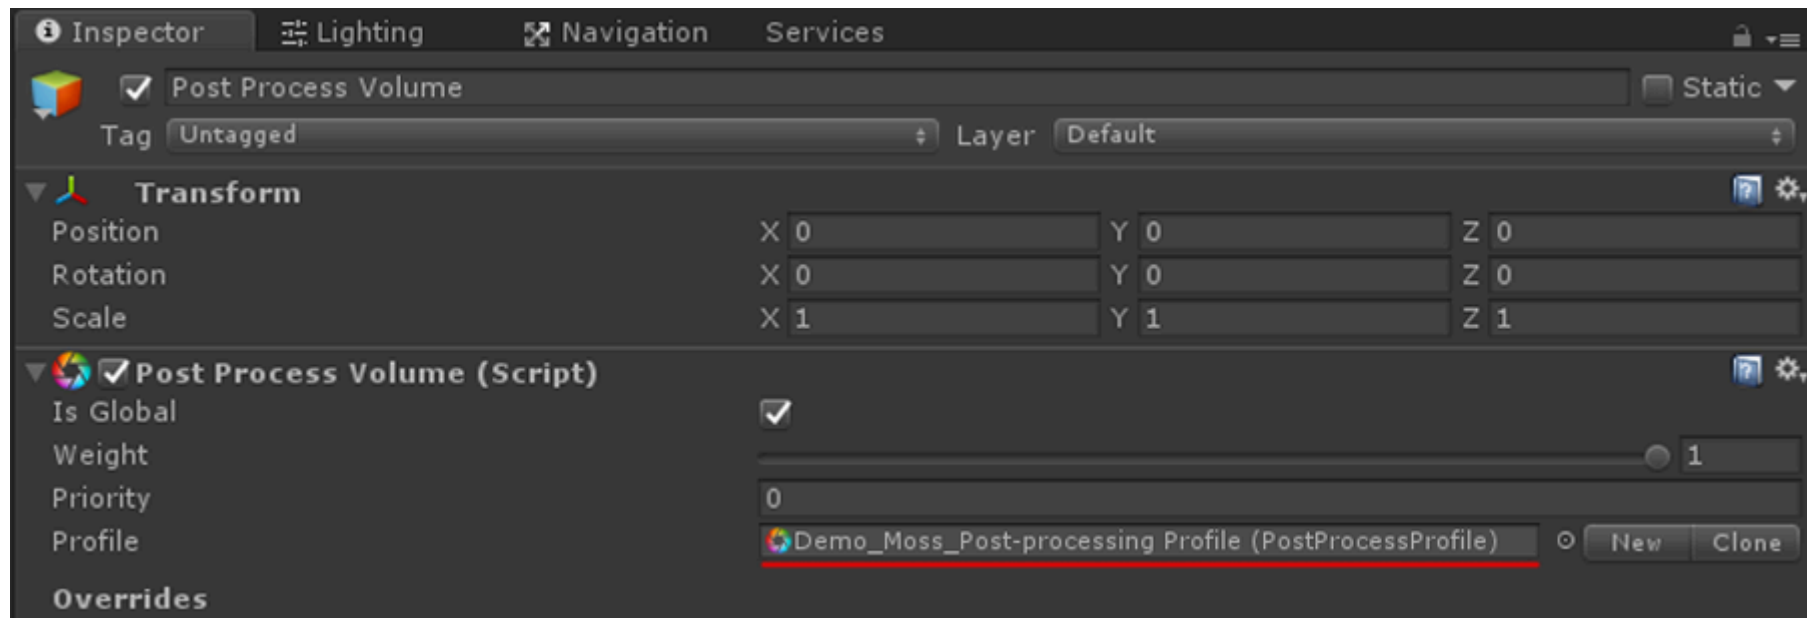 Inspector Lighting Navigation Services
Post Process Volume Static
Tag Untagged Layer Default
Transform
Position X 0 Y 0 Z 0
Rotation X 0 Y 0 Z 0
Scale X 1 Y 1 Z 1
Post Process Volume (Script)
Is Global
Weight 1
Priority 0
Profile Demo_Moss_Post-processing Profile (PostProcessProfile) New Clone
Overrides